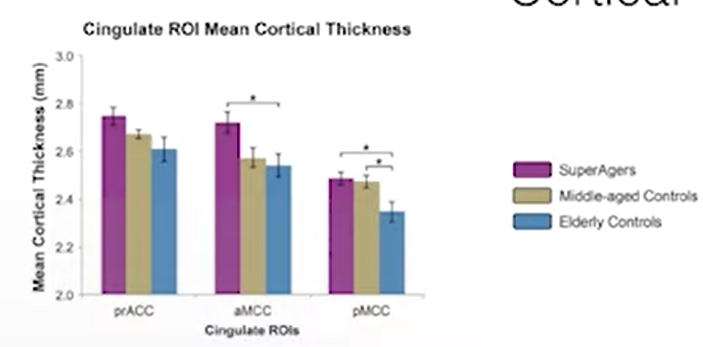 Cortical
Cingulate ROI Mean Cortical Thickness
Mean Cortical Thickness (mm)
3.0
2.8
2.6
2.4
2.2
2.0
*
*
*
prACC
aMCC
pMCC
Cingulate ROIs
SuperAgers
Middle-aged Controls
Elderly Controls